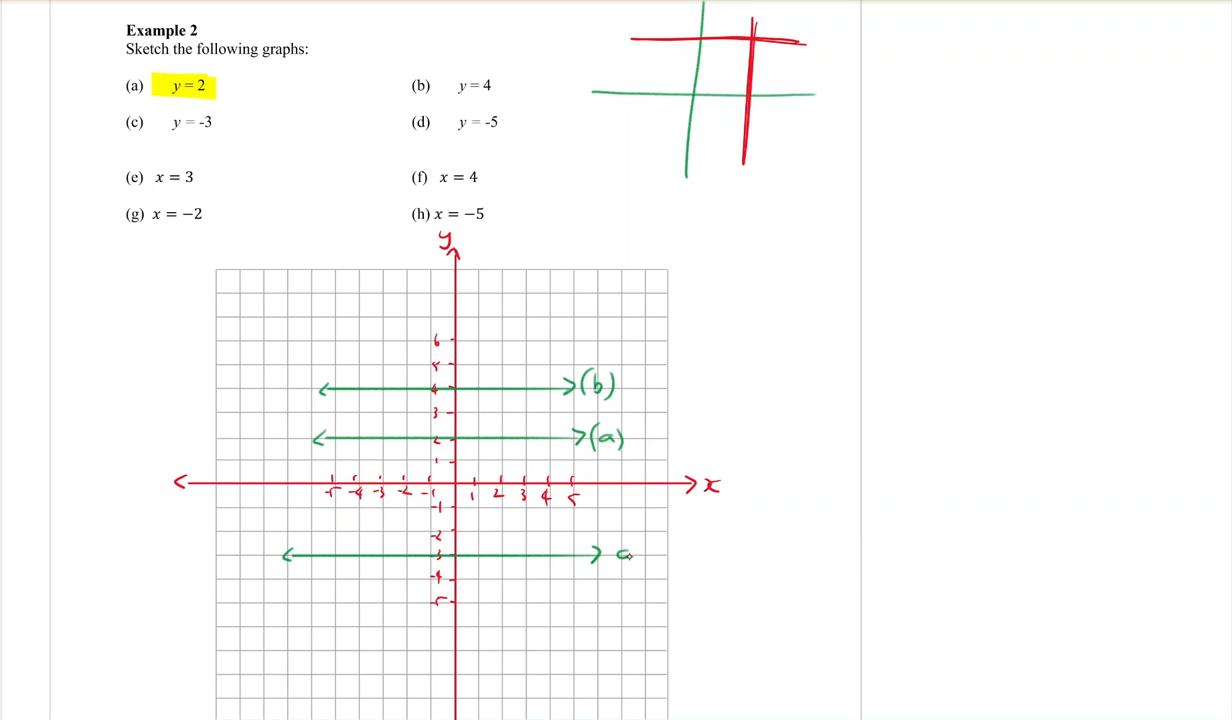 Example 2
Sketch the following graphs:
(a) y = 2 (b) y = 4
(c) y = -3 (d) y = -5
(e) x = 3 (f) x = 4
(g) x = −2 (h) x = −5
y
6
5
4 (b)
3
2 (a)
1
x
-5 -4 -3 -2 -1 1 2 3 4 5
-1
-2
-3 c
-4
-5